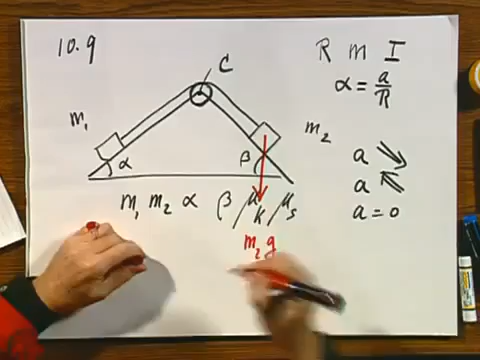 10.9
R m I
C
α = a/R
m₁
m₂
α
β
a
a
a = 0
m₁ m₂ α β / μk / μs
m₂g